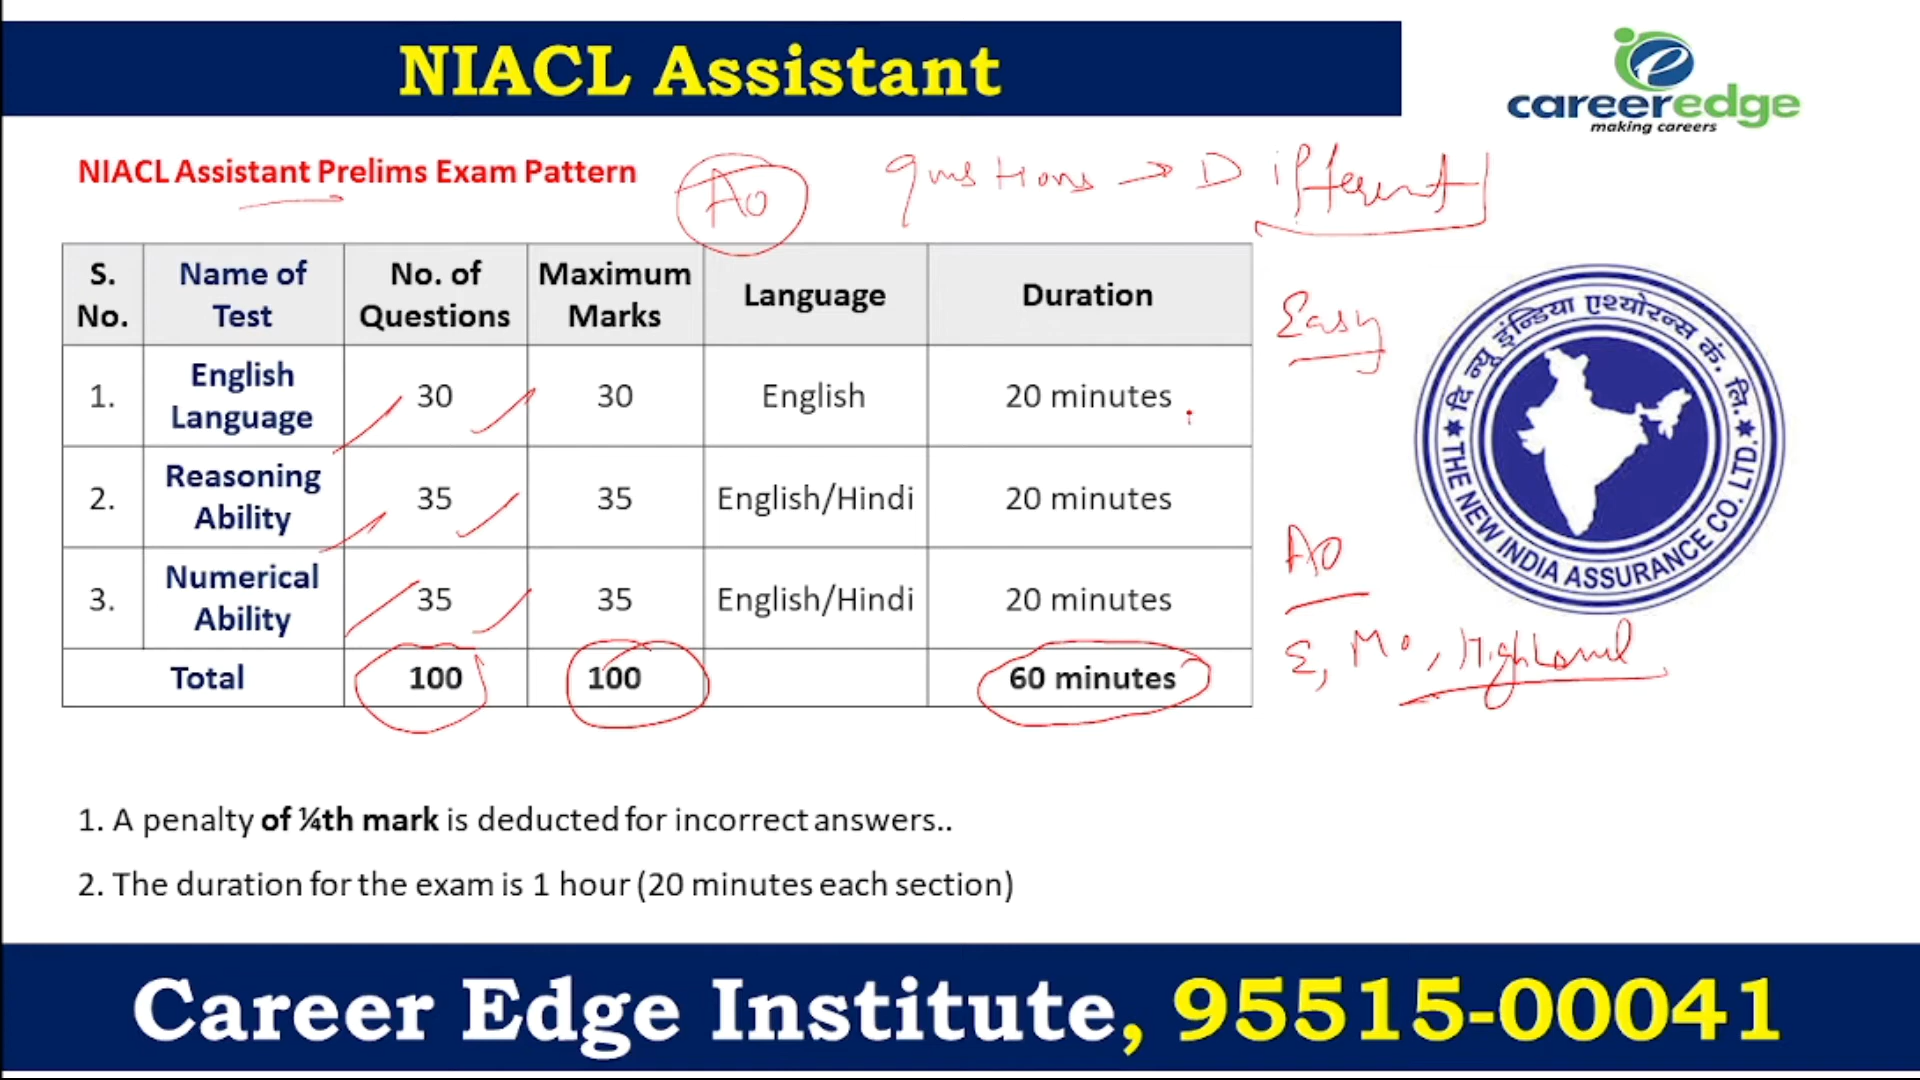 NIACL Assistant
careeredge
making careers
NIACL Assistant Prelims Exam Pattern
AO
questions → Different
S. No. Name of Test No. of Questions Maximum Marks Language Duration
1. English Language 30 30 English 20 minutes
2. Reasoning Ability 35 35 English/Hindi 20 minutes
3. Numerical Ability 35 35 English/Hindi 20 minutes
Total 100 100 60 minutes
Easy
AO
E, Mo, High Level
दि न्यू इंन्डिया एश्योरन्स कं. लि.
THE NEW INDIA ASSURANCE CO. LTD.
1. A penalty of ¼th mark is deducted for incorrect answers..
2. The duration for the exam is 1 hour (20 minutes each section)
Career Edge Institute, 95515-00041